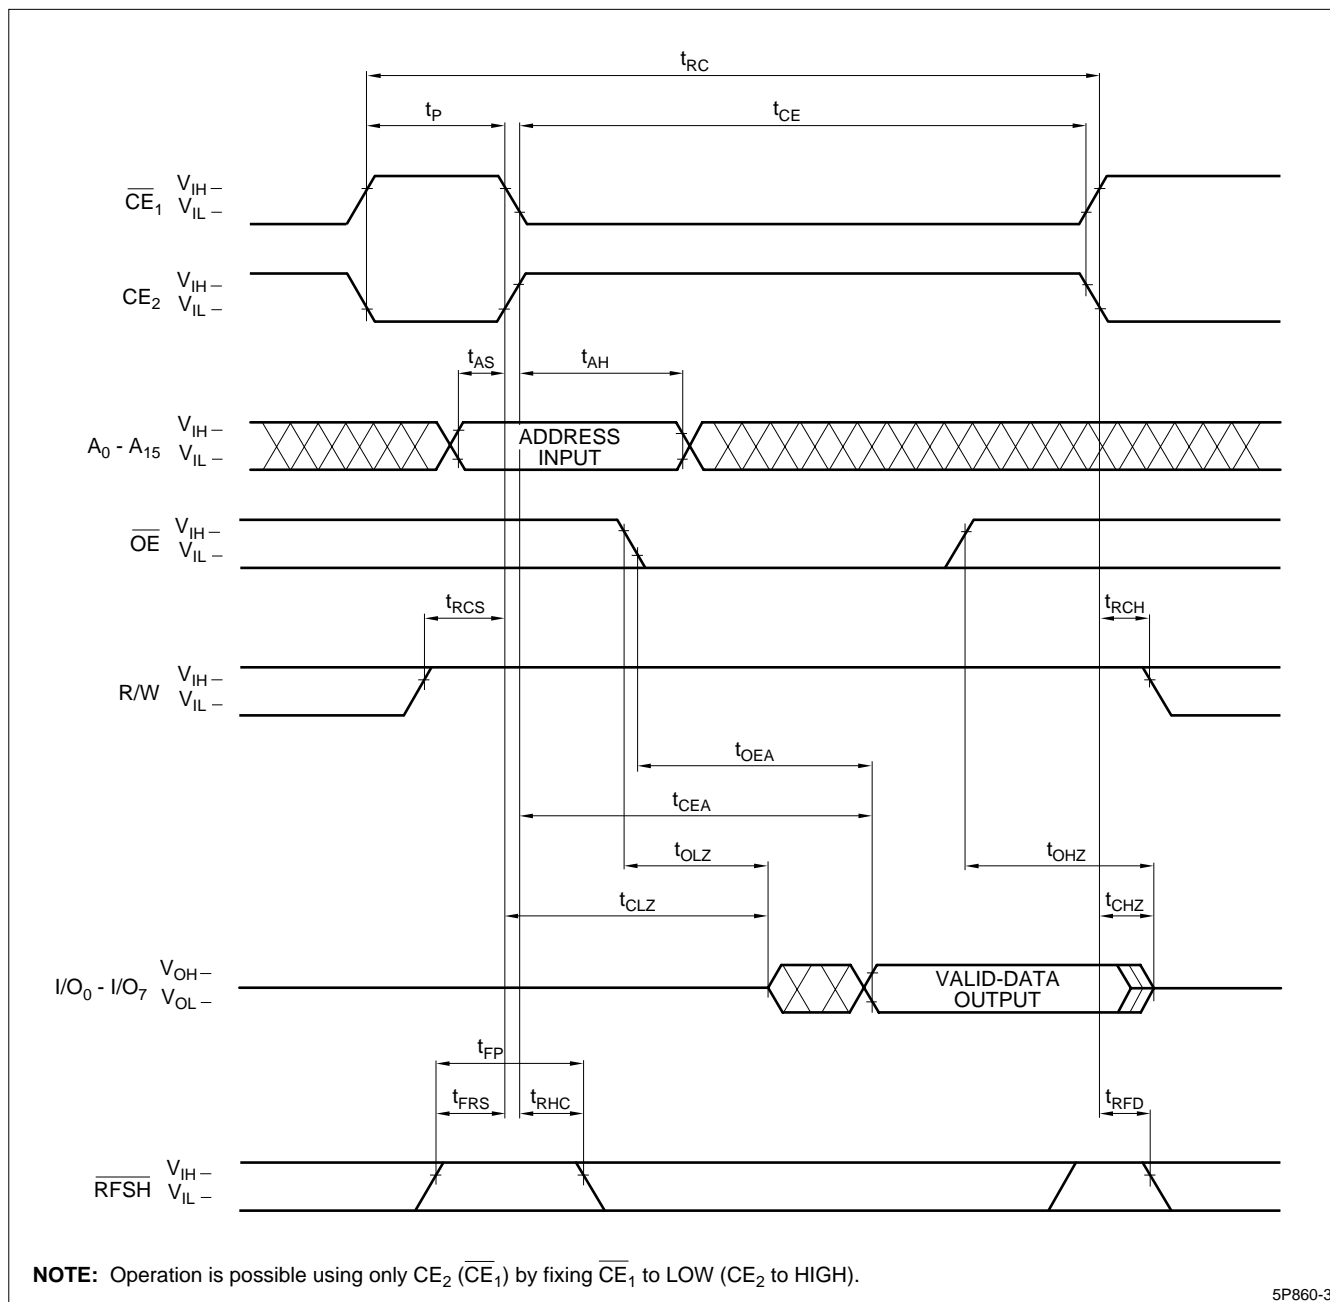 tRC
tP
tCE
CE1 VIH
VIL
CE2 VIH
VIL
tAS
tAH
A0 - A15 VIH
VIL
ADDRESS
INPUT
OE VIH
VIL
tRCS
tRCH
R/W VIH
VIL
tOEA
tCEA
tOLZ
tOHZ
tCLZ
tCHZ
I/O0 - I/O7 VOH
VOL
VALID-DATA
OUTPUT
tFP
tFRS
tRHC
tRFD
RFSH VIH
VIL
NOTE: Operation is possible using only CE2 (CE1) by fixing CE1 to LOW (CE2 to HIGH).
5P860-3